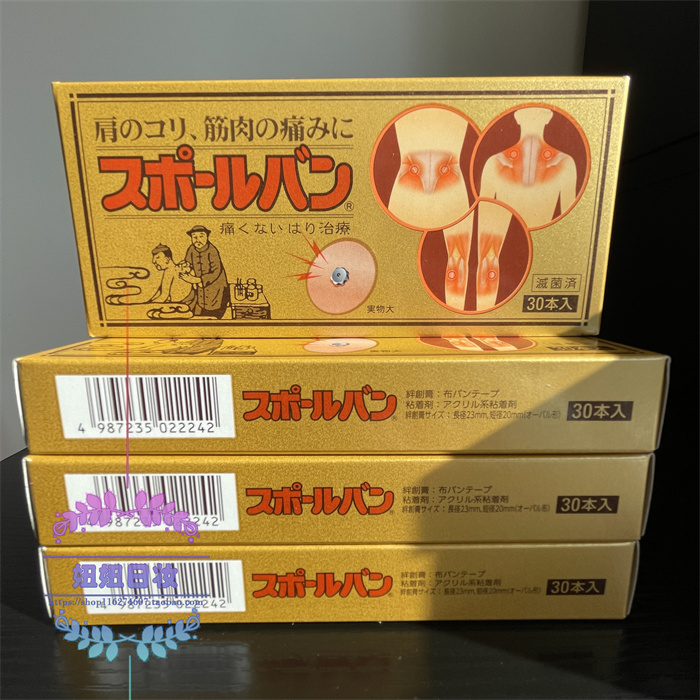 肩のコリ、筋肉の痛みに
スポールバン®
痛くないはり治療
実物大
滅菌済
30本入
4 987235 022242
スポールバン®
絆創膏：布バンテープ
粘着剤：アクリル系粘着剤
絆創膏サイズ：長径23mm,短径20mm(オーバル形)
30本入
987235 022242
スポールバン®
絆創膏：布バンテープ
粘着剤：アクリル系粘着剤
絆創膏サイズ：長径23mm,短径20mm(オーバル形)
30本入
4 987235 022242
スポールバン®
絆創膏：布バンテープ
粘着剤：アクリル系粘着剤
絆創膏サイズ：長径23mm,短径20mm(オーバル形)
30本入
妞妞日妆